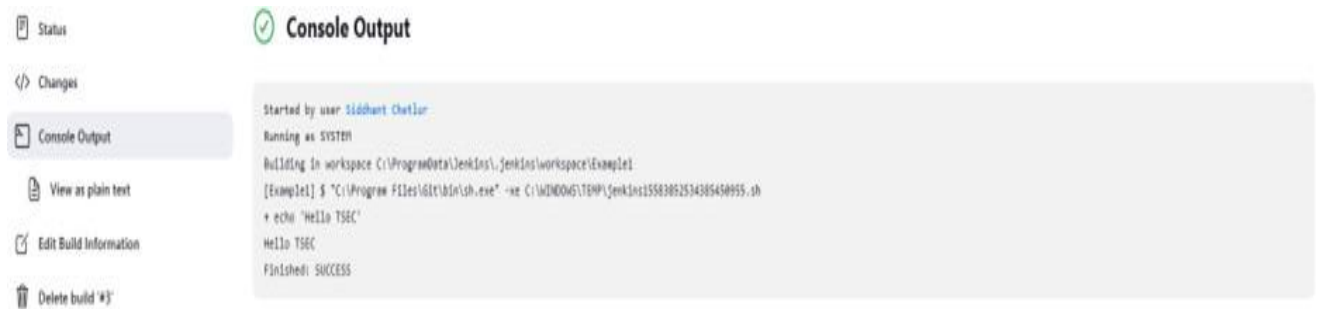 Status
Changes
Console Output
View as plain text
Edit Build Information
Delete build '#3'
Console Output
Started by user Siddhant Chetlur
Running as SYSTEM
Building in workspace C:\ProgramData\Jenkins\.jenkins\workspace\Example1
[Example1] $ "C:\Program Files\Git\bin\sh.exe" -xe C:\WINDOWS\TEMP\jenkins15583852534385450955.sh
+ echo 'Hello TSEC'
Hello TSEC
Finished: SUCCESS